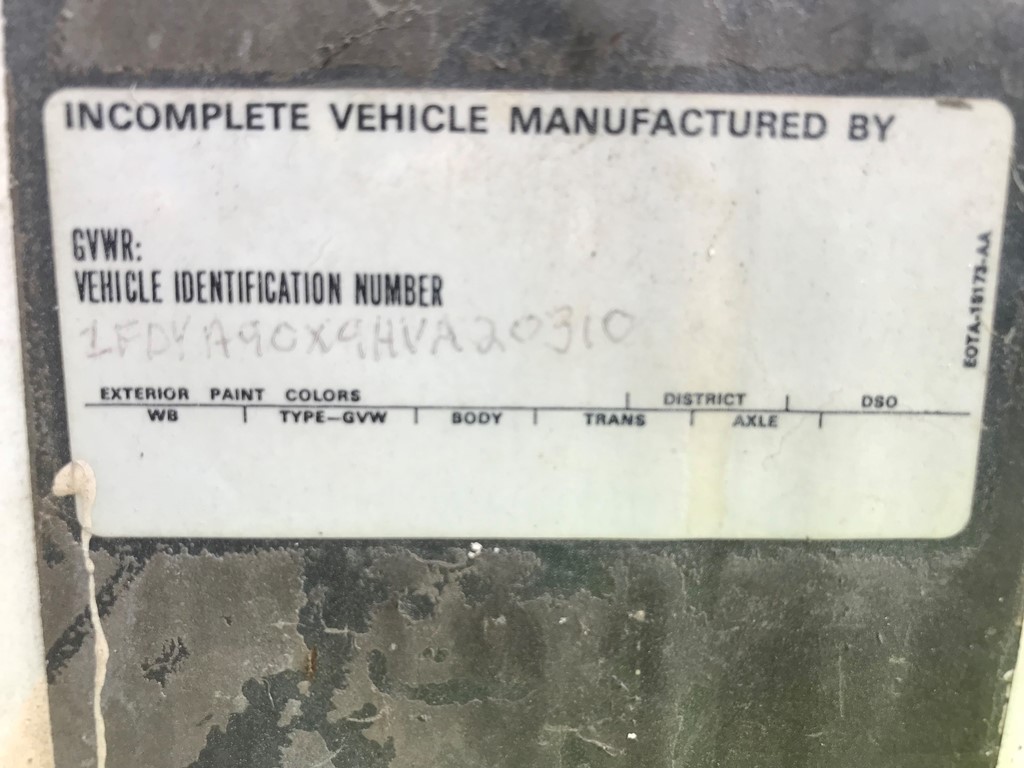 INCOMPLETE VEHICLE MANUFACTURED BY
GVWR:
VEHICLE IDENTIFICATION NUMBER
1FDYA90X9HVA20310
EXTERIOR PAINT COLORS DISTRICT DSO
WB TYPE-GVW BODY TRANS AXLE
EOTA-15173-AA